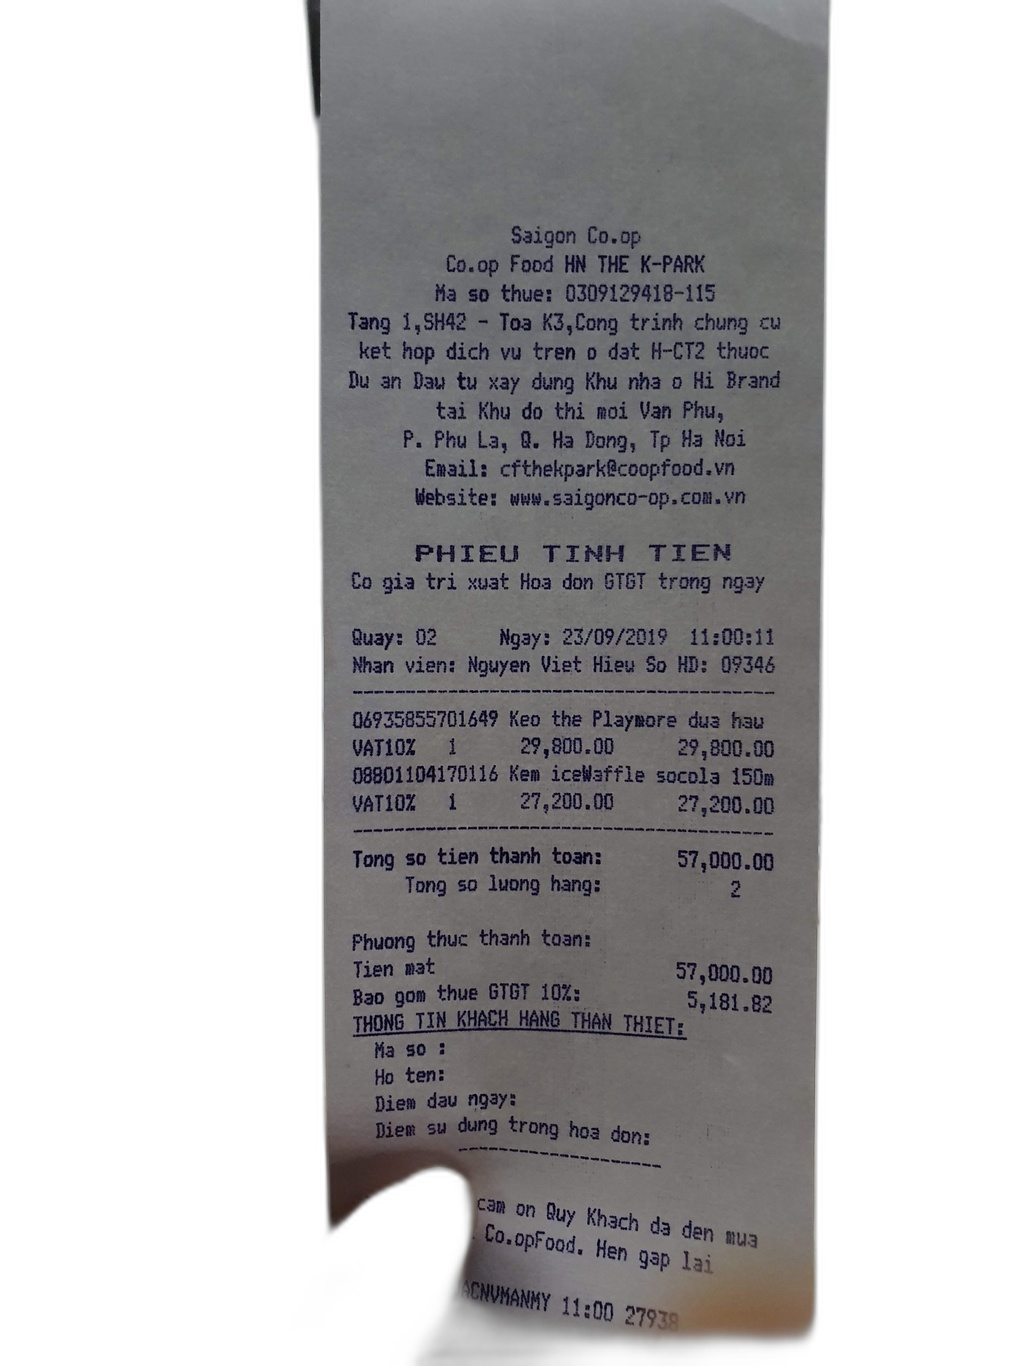 Saigon Co.op
Co.op Food HN THE K-PARK
Ma so thue: 0309129418-115
Tang 1,SH42 - Toa K3,Cong trinh chung cu
ket hop dich vu tren o dat H-CT2 thuoc
Du an Dau tu xay dung Khu nha o Hi Brand
tai Khu do thi moi Van Phu,
P. Phu La, Q. Ha Dong, Tp Ha Noi
Email: cfthekpark@coopfood.vn
Website: www.saigonco-op.com.vn
PHIEU TINH TIEN
Co gia tri xuat Hoa don GTGT trong ngay
Quay: 02 Ngay: 23/09/2019 11:00:11
Nhan vien: Nguyen Viet Hieu So HD: 09346
06935855701649 Keo the Playmore dua hau
VAT10% 1 29,800.00 29,800.00
08801104170116 Kem iceWaffle socola 150m
VAT10% 1 27,200.00 27,200.00
Tong so tien thanh toan: 57,000.00
Tong so luong hang: 2
Phuong thuc thanh toan:
Tien mat 57,000.00
Bao gom thue GTGT 10%: 5,181.82
THONG TIN KHACH HANG THAN THIET:
Ma so :
Ho ten:
Diem dau ngay:
Diem su dung trong hoa don:
cam on Quy Khach da den mua
Co.opFood. Hen gap lai
ACNVMANMY 11:00 27938